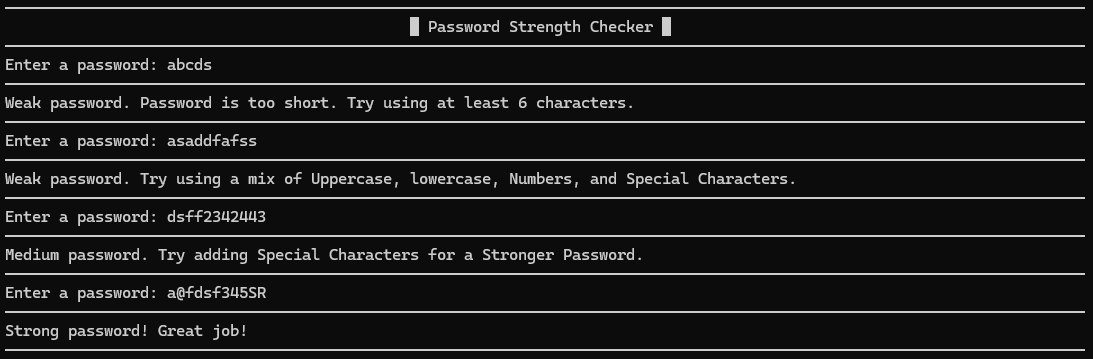 Password Strength Checker
Enter a password: abcds
Weak password. Password is too short. Try using at least 6 characters.
Enter a password: asaddfafss
Weak password. Try using a mix of Uppercase, lowercase, Numbers, and Special Characters.
Enter a password: dsff2342443
Medium password. Try adding Special Characters for a Stronger Password.
Enter a password: a@fdsf345SR
Strong password! Great job!